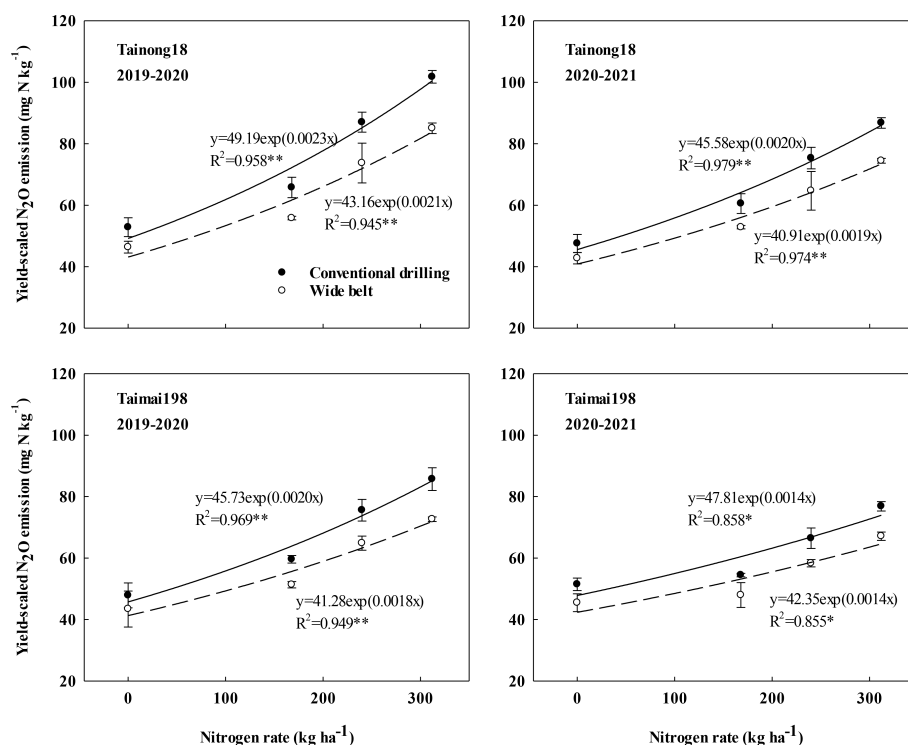 120
100
80
60
40
20
Yield-scaled N2O emission (mg N kg-1)
Tainong18
2019-2020
y=49.19exp(0.0023x)
R2=0.958**
y=43.16exp(0.0021x)
R2=0.945**
Conventional drilling
Wide belt
120
100
80
60
40
20
Tainong18
2020-2021
y=45.58exp(0.0020x)
R2=0.979**
y=40.91exp(0.0019x)
R2=0.974**
120
100
80
60
40
20
Yield-scaled N2O emission (mg N kg-1)
Taimai198
2019-2020
y=45.73exp(0.0020x)
R2=0.969**
y=41.28exp(0.0018x)
R2=0.949**
0 100 200 300
Nitrogen rate (kg ha-1)
120
100
80
60
40
20
Taimai198
2020-2021
y=47.81exp(0.0014x)
R2=0.858*
y=42.35exp(0.0014x)
R2=0.855*
0 100 200 300
Nitrogen rate (kg ha-1)